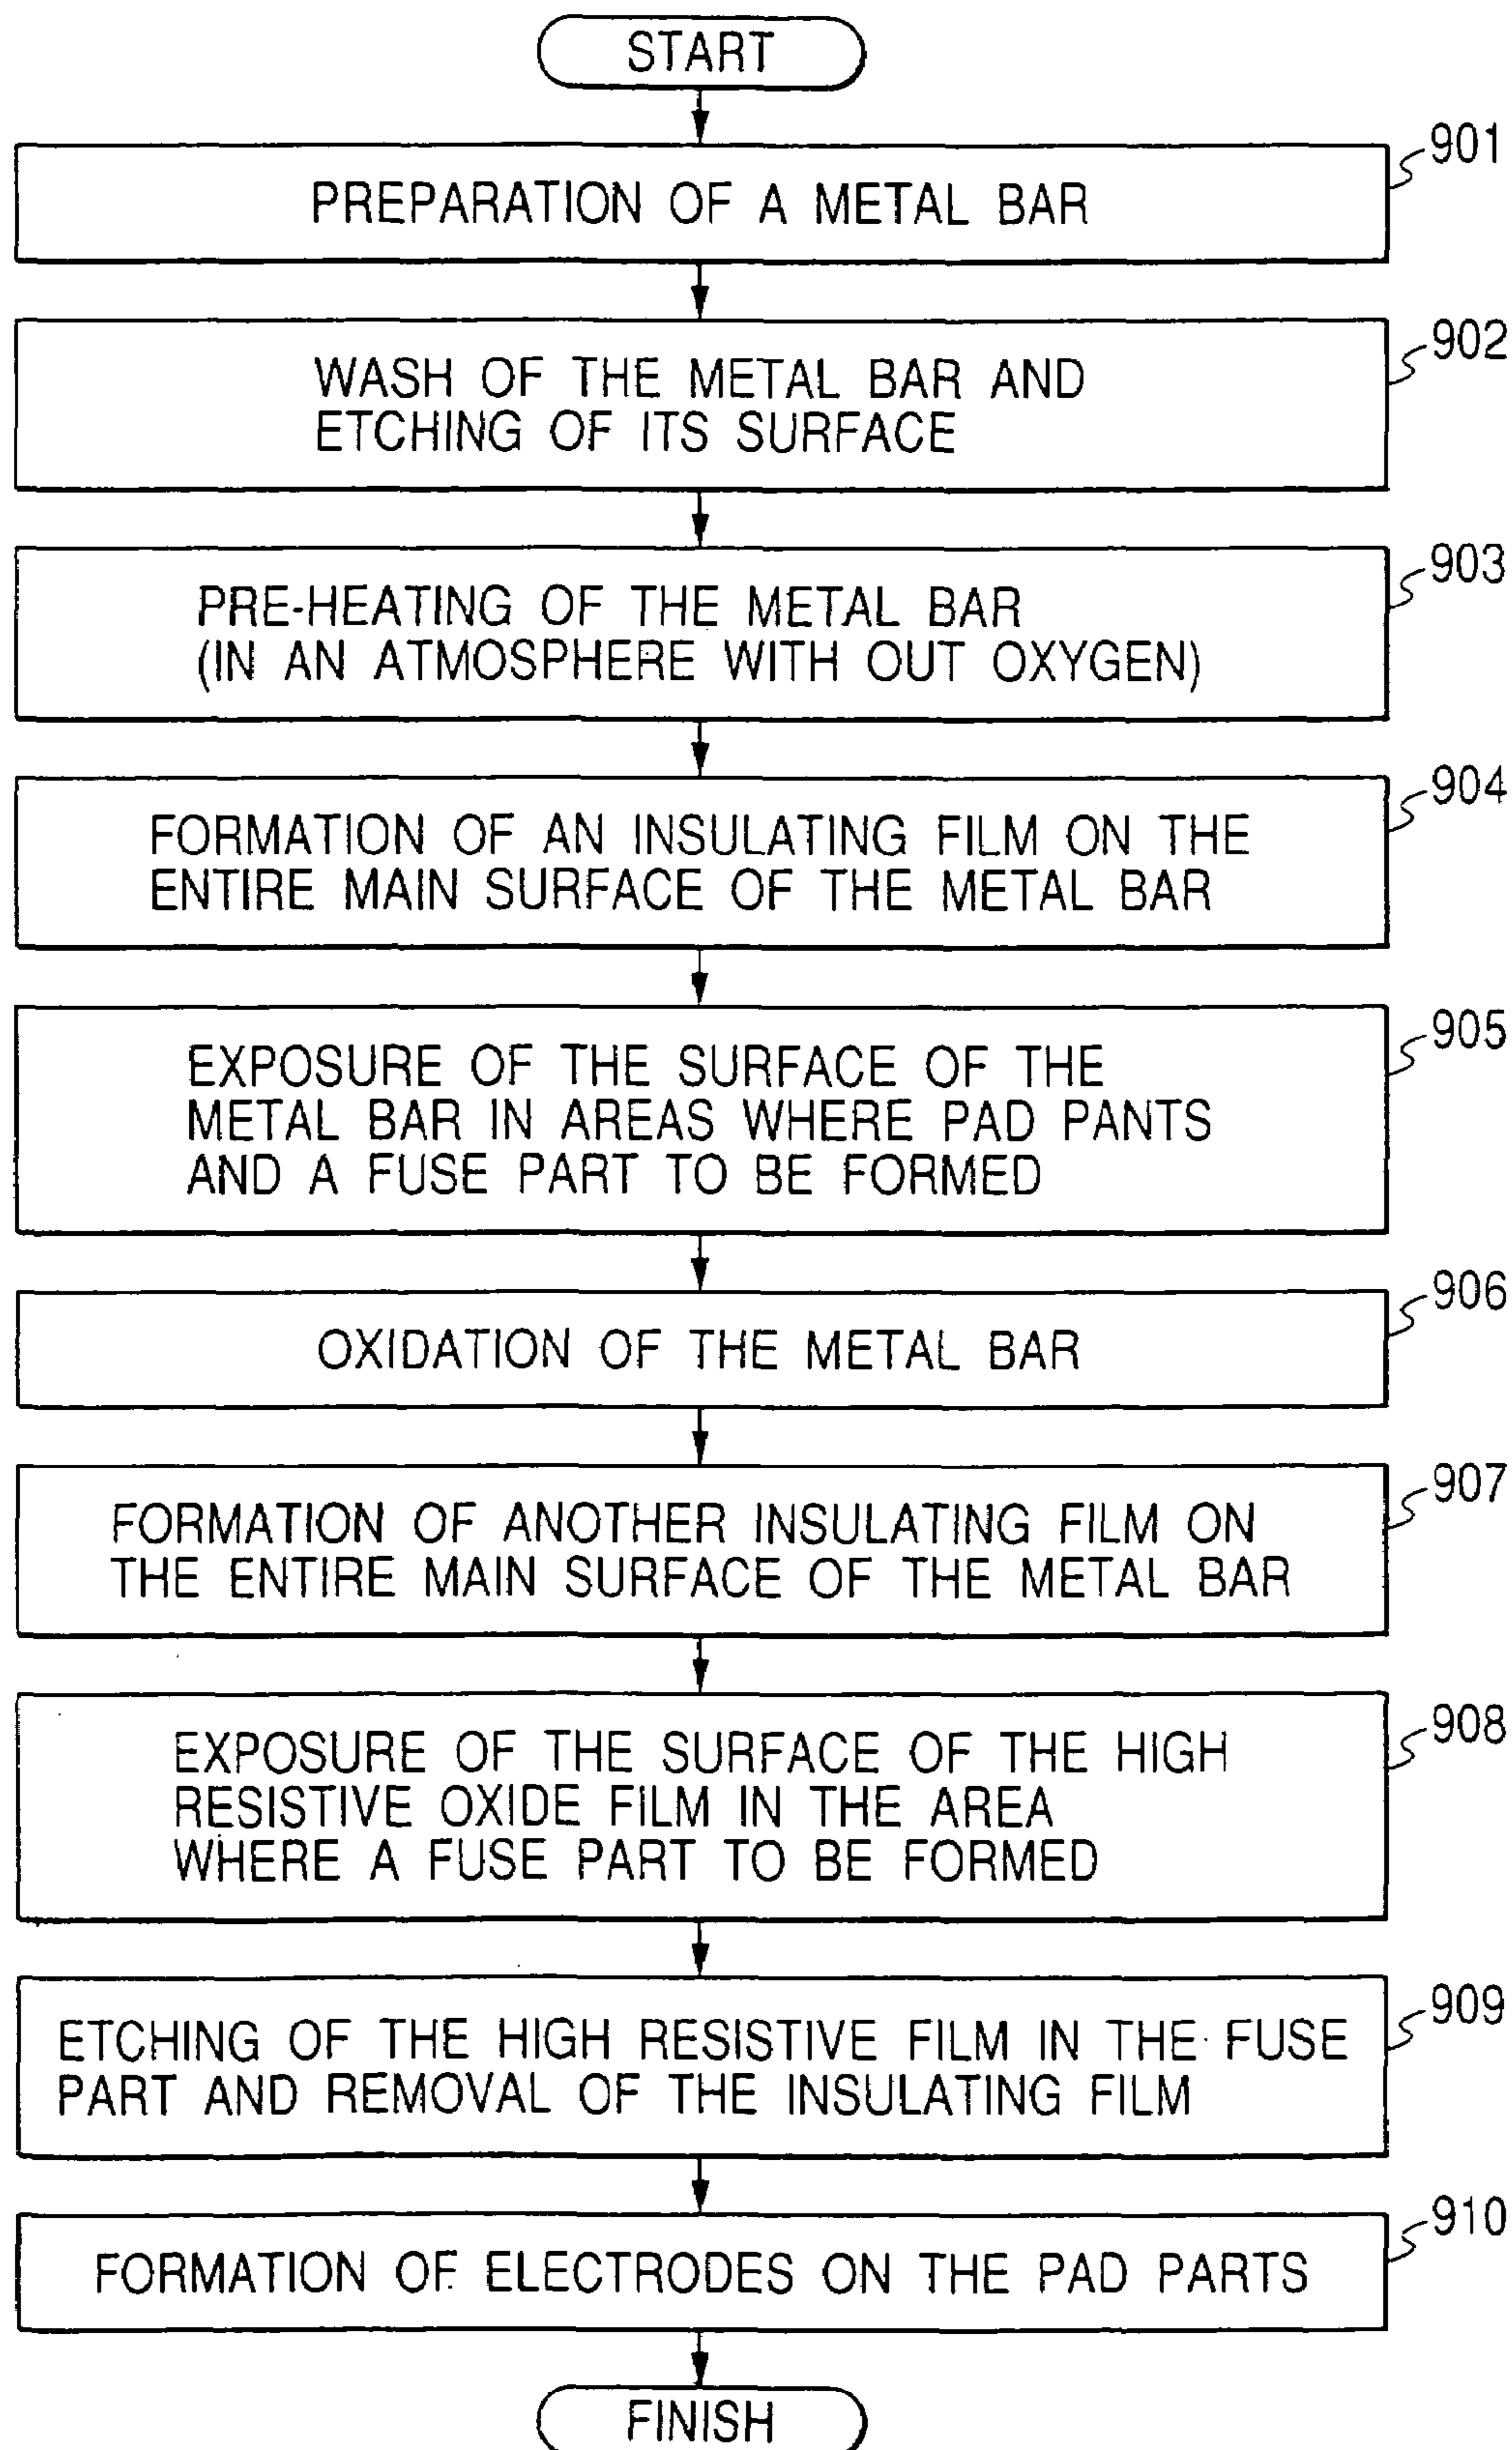 START
901
PREPARATION OF A METAL BAR
902
WASH OF THE METAL BAR AND
ETCHING OF ITS SURFACE
903
PRE-HEATING OF THE METAL BAR
(IN AN ATMOSPHERE WITH OUT OXYGEN)
904
FORMATION OF AN INSULATING FILM ON THE
ENTIRE MAIN SURFACE OF THE METAL BAR
905
EXPOSURE OF THE SURFACE OF THE
METAL BAR IN AREAS WHERE PAD PANTS
AND A FUSE PART TO BE FORMED
906
OXIDATION OF THE METAL BAR
907
FORMATION OF ANOTHER INSULATING FILM ON
THE ENTIRE MAIN SURFACE OF THE METAL BAR
908
EXPOSURE OF THE SURFACE OF THE HIGH
RESISTIVE OXIDE FILM IN THE AREA
WHERE A FUSE PART TO BE FORMED
909
ETCHING OF THE HIGH RESISTIVE FILM IN THE FUSE
PART AND REMOVAL OF THE INSULATING FILM
910
FORMATION OF ELECTRODES ON THE PAD PARTS
FINISH